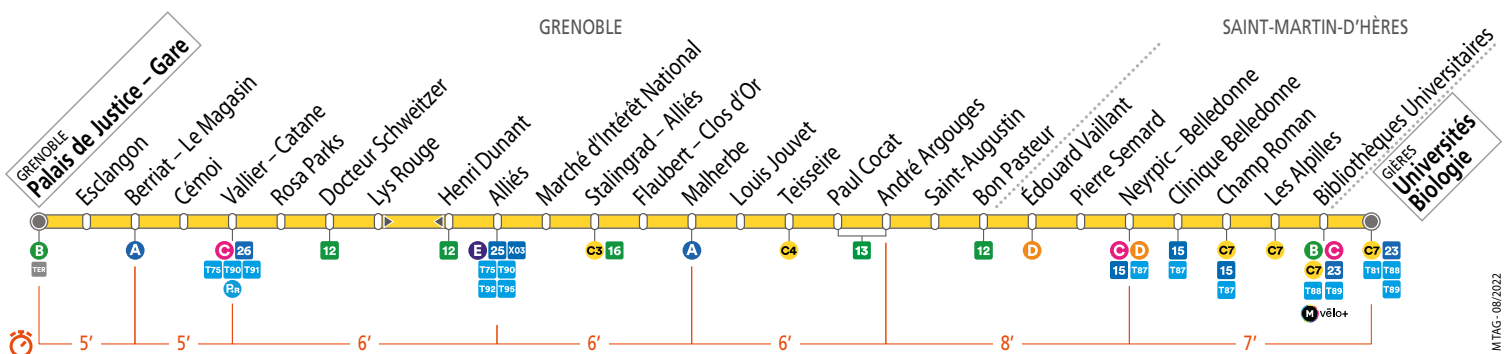 GRENOBLE
SAINT-MARTIN-D'HÈRES
GRENOBLE
Palais de Justice – Gare
Esclangon
Berriat – Le Magasin
Cémoi
Vallier – Catane
Rosa Parks
Docteur Schweitzer
Lys Rouge
Henri Dunant
Alliés
Marché d'Intérêt National
Stalingrad – Alliés
Flaubert – Clos d'Or
Malherbe
Louis Jouvet
Teisseire
Paul Cocat
André Argouges
Saint-Augustin
Bon Pasteur
Édouard Vaillant
Pierre Semard
Neyrpic – Belledonne
Clinique Belledonne
Champ Roman
Les Alpilles
Bibliothèques Universitaires
GIÈRES
Universités
Biologie
B
TER
A
C 26
T75 T90 T91
P+R
12
12
E 25 X03
T75 T90
T92 T95
C3 16
A
C4
13
12
D
C D
15 T87
15
T87
C7
15
T87
C7
B C
C7 23
T88 T89
M vélo+
C7 23
T81 T88
T89
5' 5' 6' 6' 6' 8' 7'
M TAG - 08/2022